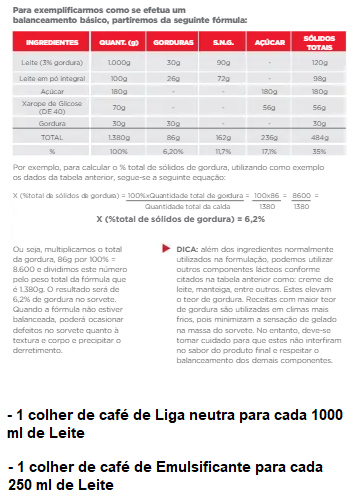 Para exemplificarmos como se efetua um
balanceamento básico, partiremos da seguinte fórmula:
INGREDIENTES QUANT. (g) GORDURAS S.N.G. AÇÚCAR SÓLIDOS TOTAIS
Leite (3% gordura) 1.000g 30g 90g - 120g
Leite em pó integral 100g 26g 72g - 98g
Açúcar 180g - - 180g 180g
Xarope de Glicose (DE 40) 70g - - 56g 56g
Gordura 30g 30g - - 30g
TOTAL 1.380g 86g 162g 236g 484g
% 100% 6,20% 11,7% 17,1% 35%
Por exemplo, para calcular o % total de sólidos de gordura, utilizando como exemplo
os dados da tabela anterior, segue-se a seguinte equação:
X (%total de sólidos de gordura) = 100%xQuantidade total de gordura = 100x86 = 8600 =
Quantidade total da calda 1380 1380
X (%total de sólidos de gordura) = 6,2%
Ou seja, multiplicamos o total
da gordura, 86g por 100% =
8.600 e dividimos este número
pelo peso total da fórmula que
é 1.380g. O resultado será de
6,2% de gordura no sorvete.
Quando a fórmula não estiver
balanceada, poderá ocasionar
defeitos no sorvete quanto à
textura e corpo e precipitar o
derretimento.
DICA: além dos ingredientes normalmente
utilizados na formulação, podemos utilizar
outros componentes lácteos conforme
citados na tabela anterior como: creme de
leite, manteiga, entre outros. Estes elevam
o teor de gordura. Receitas com maior teor
de gordura são utilizadas em climas mais
frios, pois minimizam a sensação de gelado
na massa do sorvete. No entanto, deve-se
tomar cuidado para que estes não interfiram
no sabor do produto final e respeitar o
balanceamento dos demais componentes.
- 1 colher de café de Liga neutra para cada 1000
ml de Leite
- 1 colher de café de Emulsificante para cada
250 ml de Leite